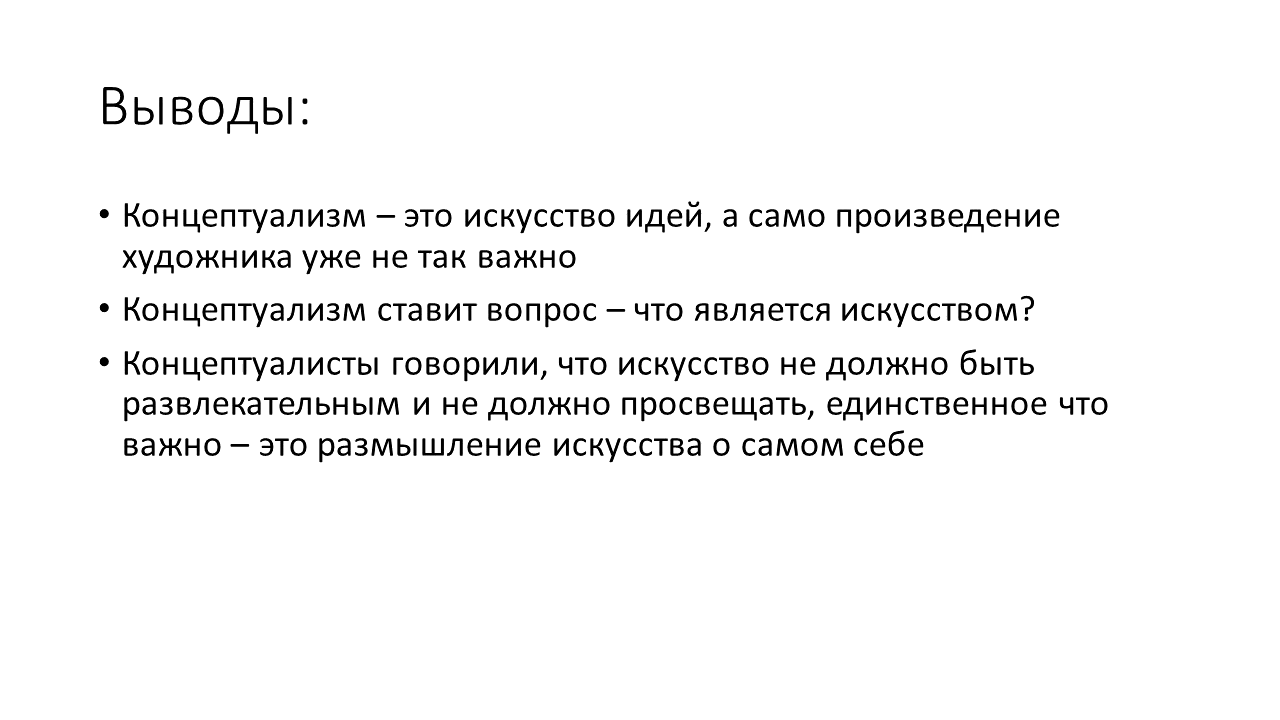 Выводы:
• Концептуализм – это искусство идей, а само произведение
художника уже не так важно
• Концептуализм ставит вопрос – что является искусством?
• Концептуалисты говорили, что искусство не должно быть
развлекательным и не должно просвещать, единственное что
важно – это размышление искусства о самом себе